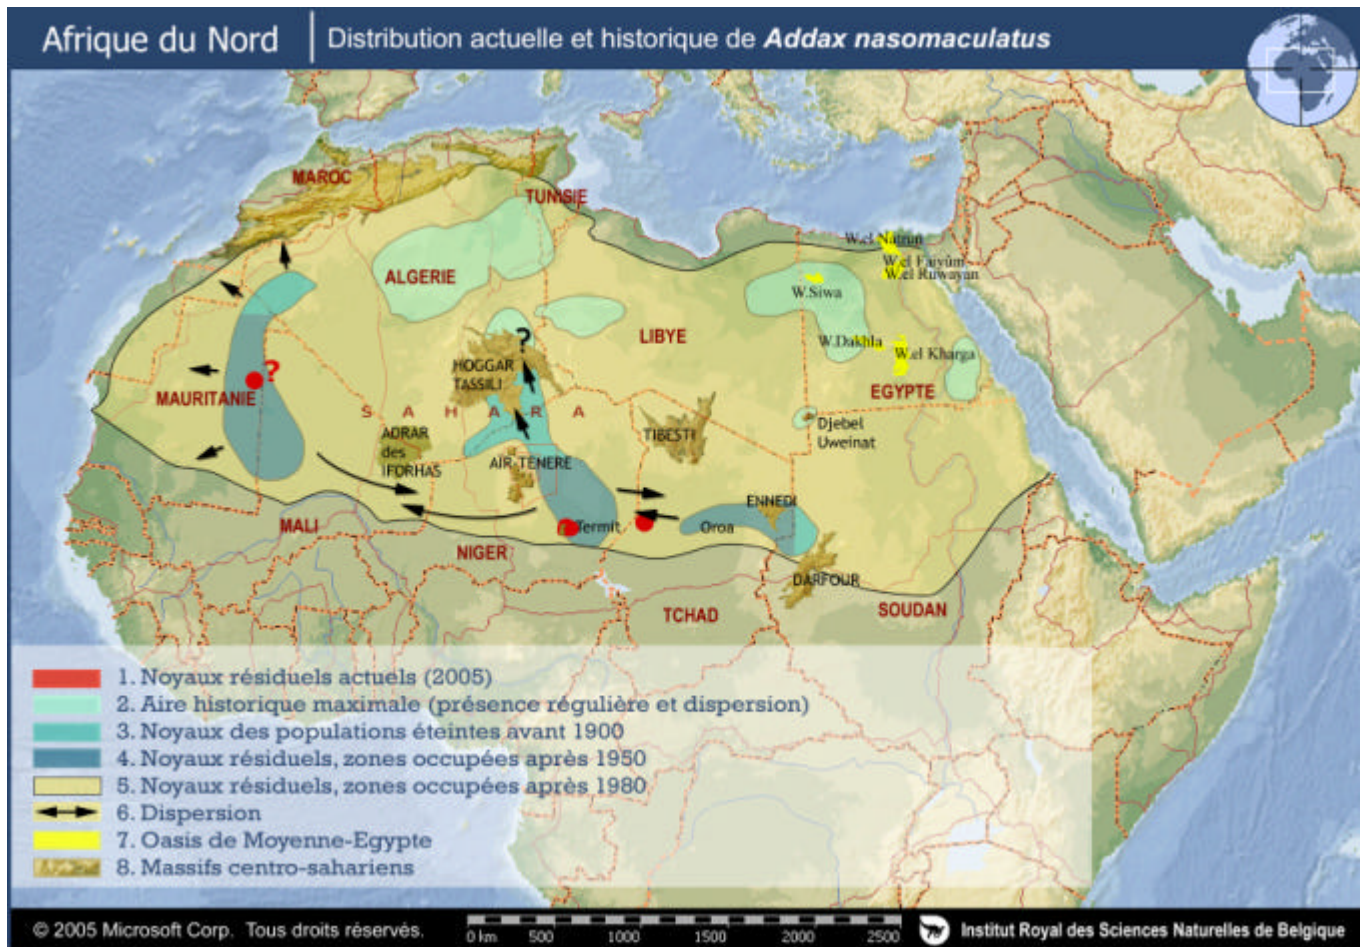 Afrique du Nord
Distribution actuelle et historique de Addax nasomaculatus
MAROC
TUNISIE
ALGERIE
LIBYE
W.el Natrun
W.el Faiyûm
W.el Ruwayan
W.Siwa
W.Dakhla
W.el Kharga
EGYPTE
HOGGAR
TASSILI
?
?
MAURITANIE
SAHARA
ADRAR
des
IFORHAS
AIR-TENERE
TIBESTI
Djebel
Uweinat
ENNEDI
Termit
Oroa
MALI
NIGER
DARFOUR
TCHAD
SOUDAN
1. Noyaux résiduels actuels (2005)
2. Aire historique maximale (présence régulière et dispersion)
3. Noyaux des populations éteintes avant 1900
4. Noyaux résiduels, zones occupées après 1950
5. Noyaux résiduels, zones occupées après 1980
6. Dispersion
7. Oasis de Moyenne-Egypte
8. Massifs centro-sahariens
© 2005 Microsoft Corp. Tous droits réservés.
0 km 500 1000 1500 2000 2500
Institut Royal des Sciences Naturelles de Belgique